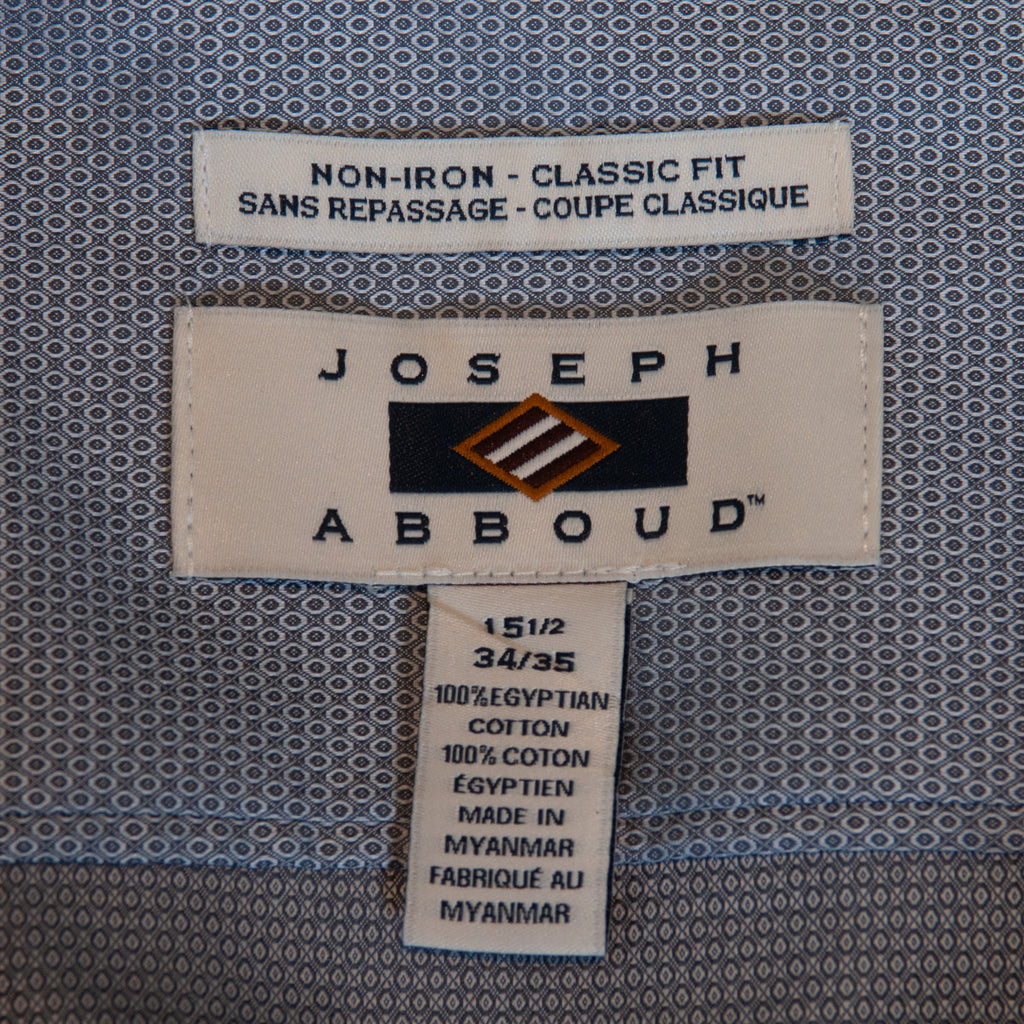 NON-IRON - CLASSIC FIT
SANS REPASSAGE - COUPE CLASSIQUE
JOSEPH
ABBOUD™
15 1/2
34/35
100% EGYPTIAN
COTTON
100% COTON
ÉGYPTIEN
MADE IN
MYANMAR
FABRIQUÉ AU
MYANMAR